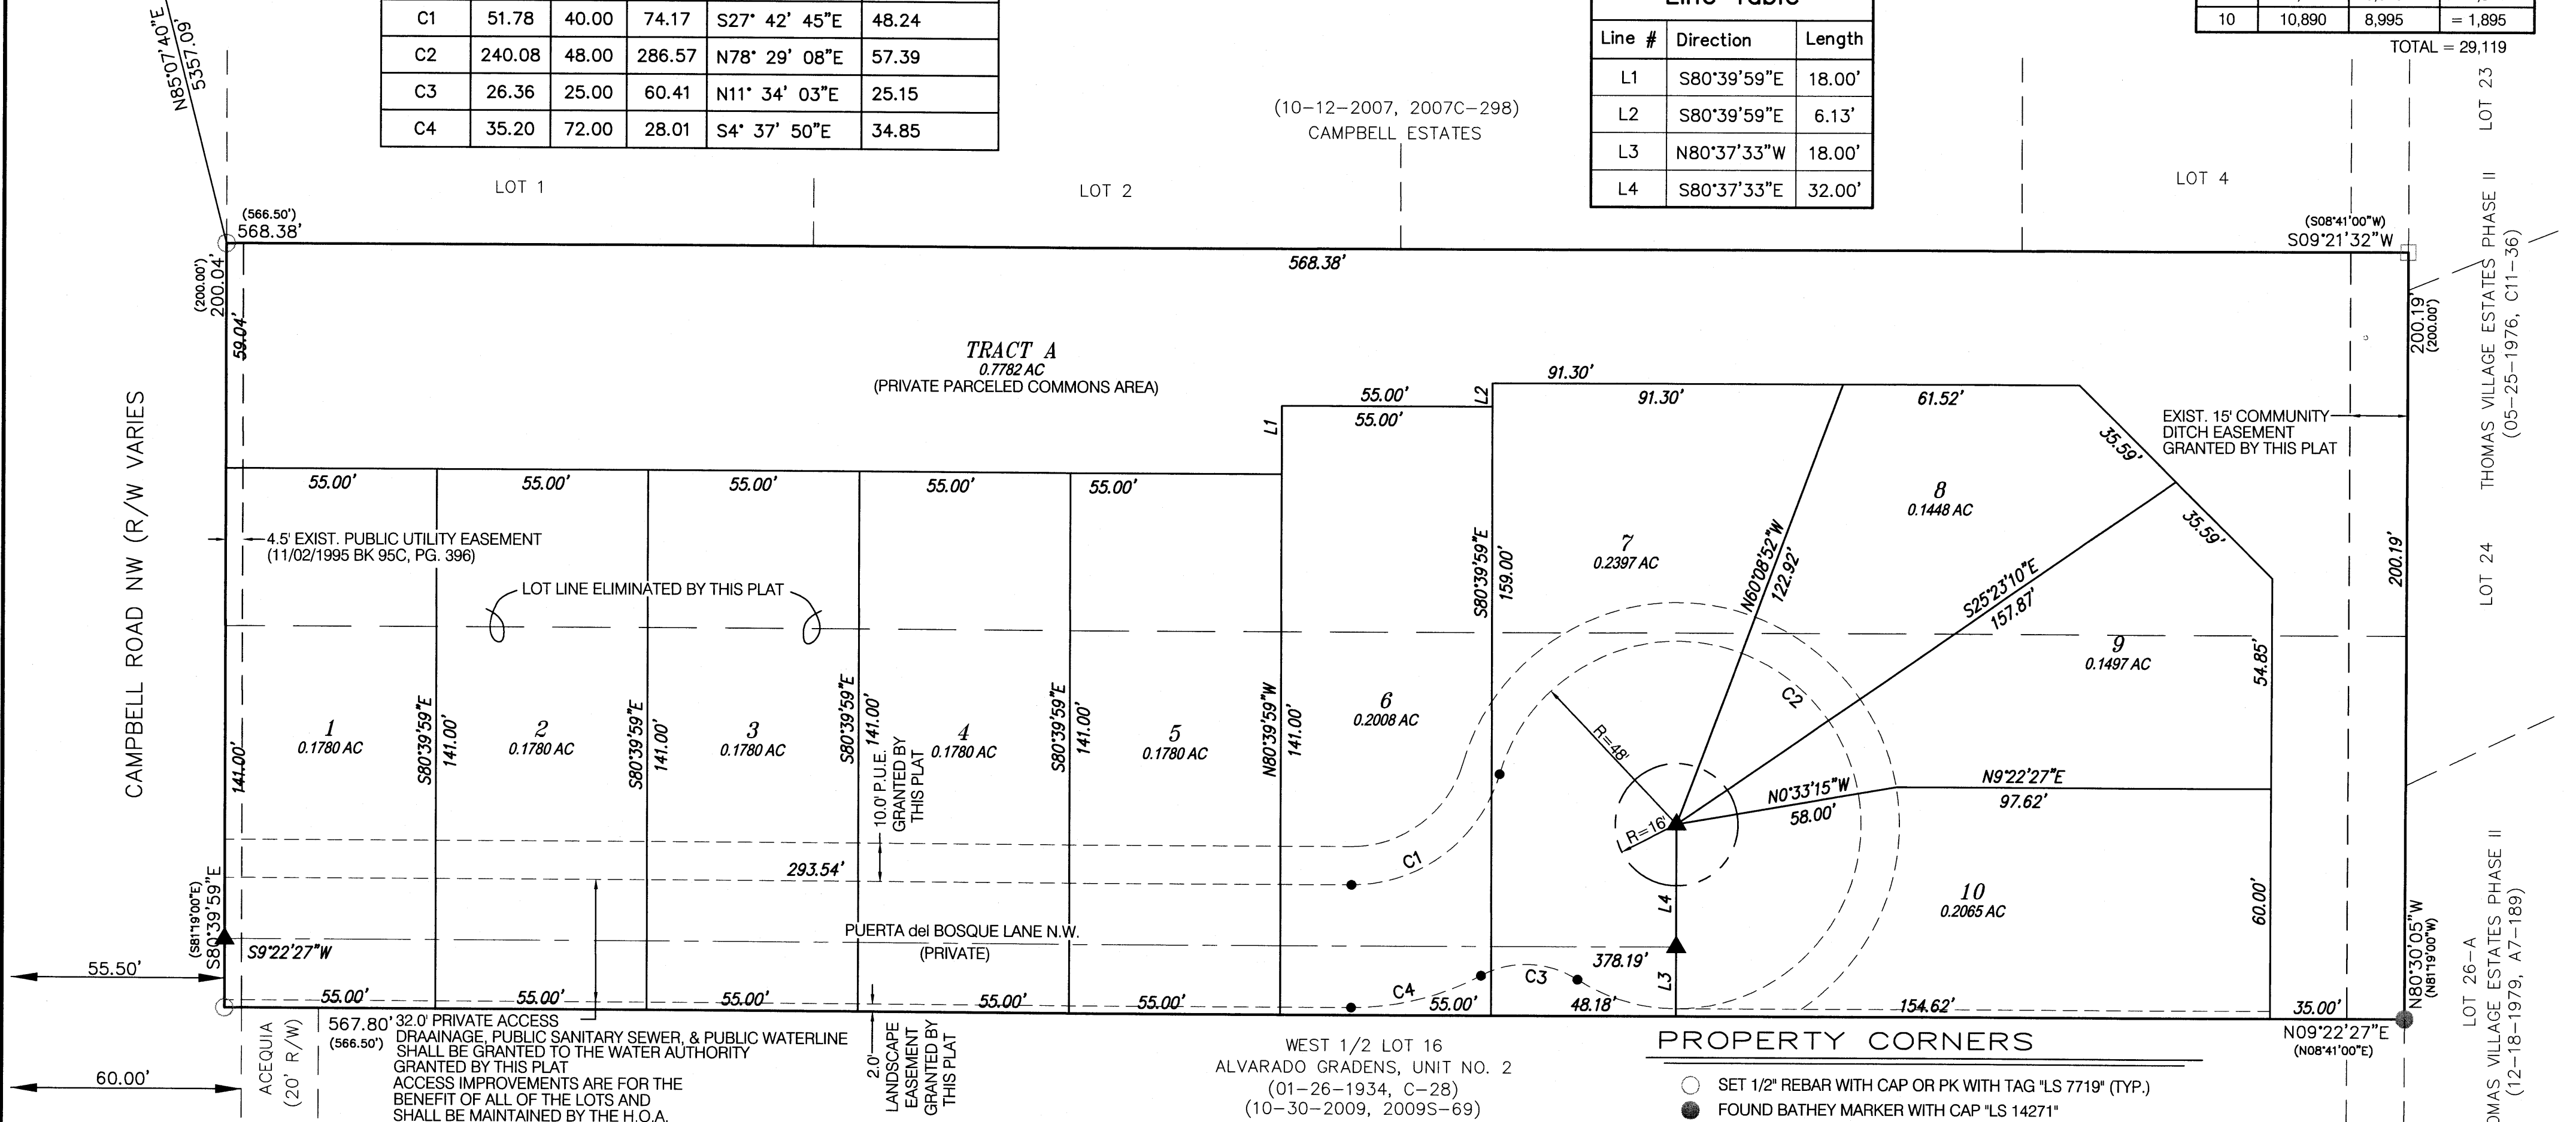 N85°07'40"E
5357.09'
C1 51.78 40.00 74.17 S27° 42' 45"E 48.24
C2 240.08 48.00 286.57 N78° 29' 08"E 57.39
C3 26.36 25.00 60.41 N11° 34' 03"E 25.15
C4 35.20 72.00 28.01 S4° 37' 50"E 34.85
Line Table
Line # Direction Length
L1 S80°39'59"E 18.00'
L2 S80°39'59"E 6.13'
L3 N80°37'33"W 18.00'
L4 S80°37'33"E 32.00'
10 10,890 8,995 = 1,895
TOTAL = 29,119
(10-12-2007, 2007C-298)
CAMPBELL ESTATES
LOT 1
LOT 2
LOT 4
LOT 23
THOMAS VILLAGE ESTATES PHASE II
(05-25-1976, C11-36)
LOT 24
(566.50')
568.38'
568.38'
(S08°41'00"W)
S09°21'32"W
(200.00')
200.04'
59.04'
200.19'
(200.00')
TRACT A
0.7782 AC
(PRIVATE PARCELED COMMONS AREA)
CAMPBELL ROAD NW (R/W VARIES
55.00'
55.00'
55.00'
55.00'
55.00'
L1
55.00'
55.00'
L2
91.30'
91.30'
61.52'
35.59'
35.59'
EXIST. 15' COMMUNITY
DITCH EASEMENT
GRANTED BY THIS PLAT
4.5' EXIST. PUBLIC UTILITY EASEMENT
(11/02/1995 BK 95C, PG. 396)
LOT LINE ELIMINATED BY THIS PLAT
S80°39'59"E
159.00'
7
0.2397 AC
N60°08'52"W
122.92'
8
0.1448 AC
S25°23'10"E
157.87'
9
0.1497 AC
54.85'
200.19'
141.00'
1
0.1780 AC
S80°39'59"E
141.00'
2
0.1780 AC
S80°39'59"E
141.00'
3
0.1780 AC
S80°39'59"E
141.00'
10.0' P.U.E.
GRANTED BY
THIS PLAT
4
0.1780 AC
S80°39'59"E
141.00'
5
0.1780 AC
N80°39'59"W
141.00'
6
0.2008 AC
C2
R=48'
R=16'
N0°33'15"W
58.00'
N9°22'27"E
97.62'
C1
293.54'
L4
10
0.2065 AC
60.00'
PUERTA del BOSQUE LANE N.W.
(PRIVATE)
378.19'
L3
C3
C4
(S81°19'00"E)
S80°39'59"E
S9°22'27"W
55.50'
55.00'
55.00'
55.00'
55.00'
55.00'
55.00'
48.18'
154.62'
35.00'
N80°30'05"W
(N81°19'00"W)
N09°22'27"E
(N08°41'00"E)
LOT 26-A
OMAS VILLAGE ESTATES PHASE II
(12-18-1979, A7-189)
567.80'
(566.50')
32.0' PRIVATE ACCESS
DRAAINAGE, PUBLIC SANITARY SEWER, & PUBLIC WATERLINE
SHALL BE GRANTED TO THE WATER AUTHORITY
GRANTED BY THIS PLAT
ACCESS IMPROVEMENTS ARE FOR THE
BENEFIT OF ALL OF THE LOTS AND
SHALL BE MAINTAINED BY THE H.O.A.
60.00'
ACEQUIA
(20' R/W)
2.0'
LANDSCAPE
EASEMENT
GRANTED BY
THIS PLAT
WEST 1/2 LOT 16
ALVARADO GRADENS, UNIT NO. 2
(01-26-1934, C-28)
(10-30-2009, 2009S-69)
PROPERTY CORNERS
SET 1/2" REBAR WITH CAP OR PK WITH TAG "LS 7719" (TYP.)
FOUND BATHEY MARKER WITH CAP "LS 14271"